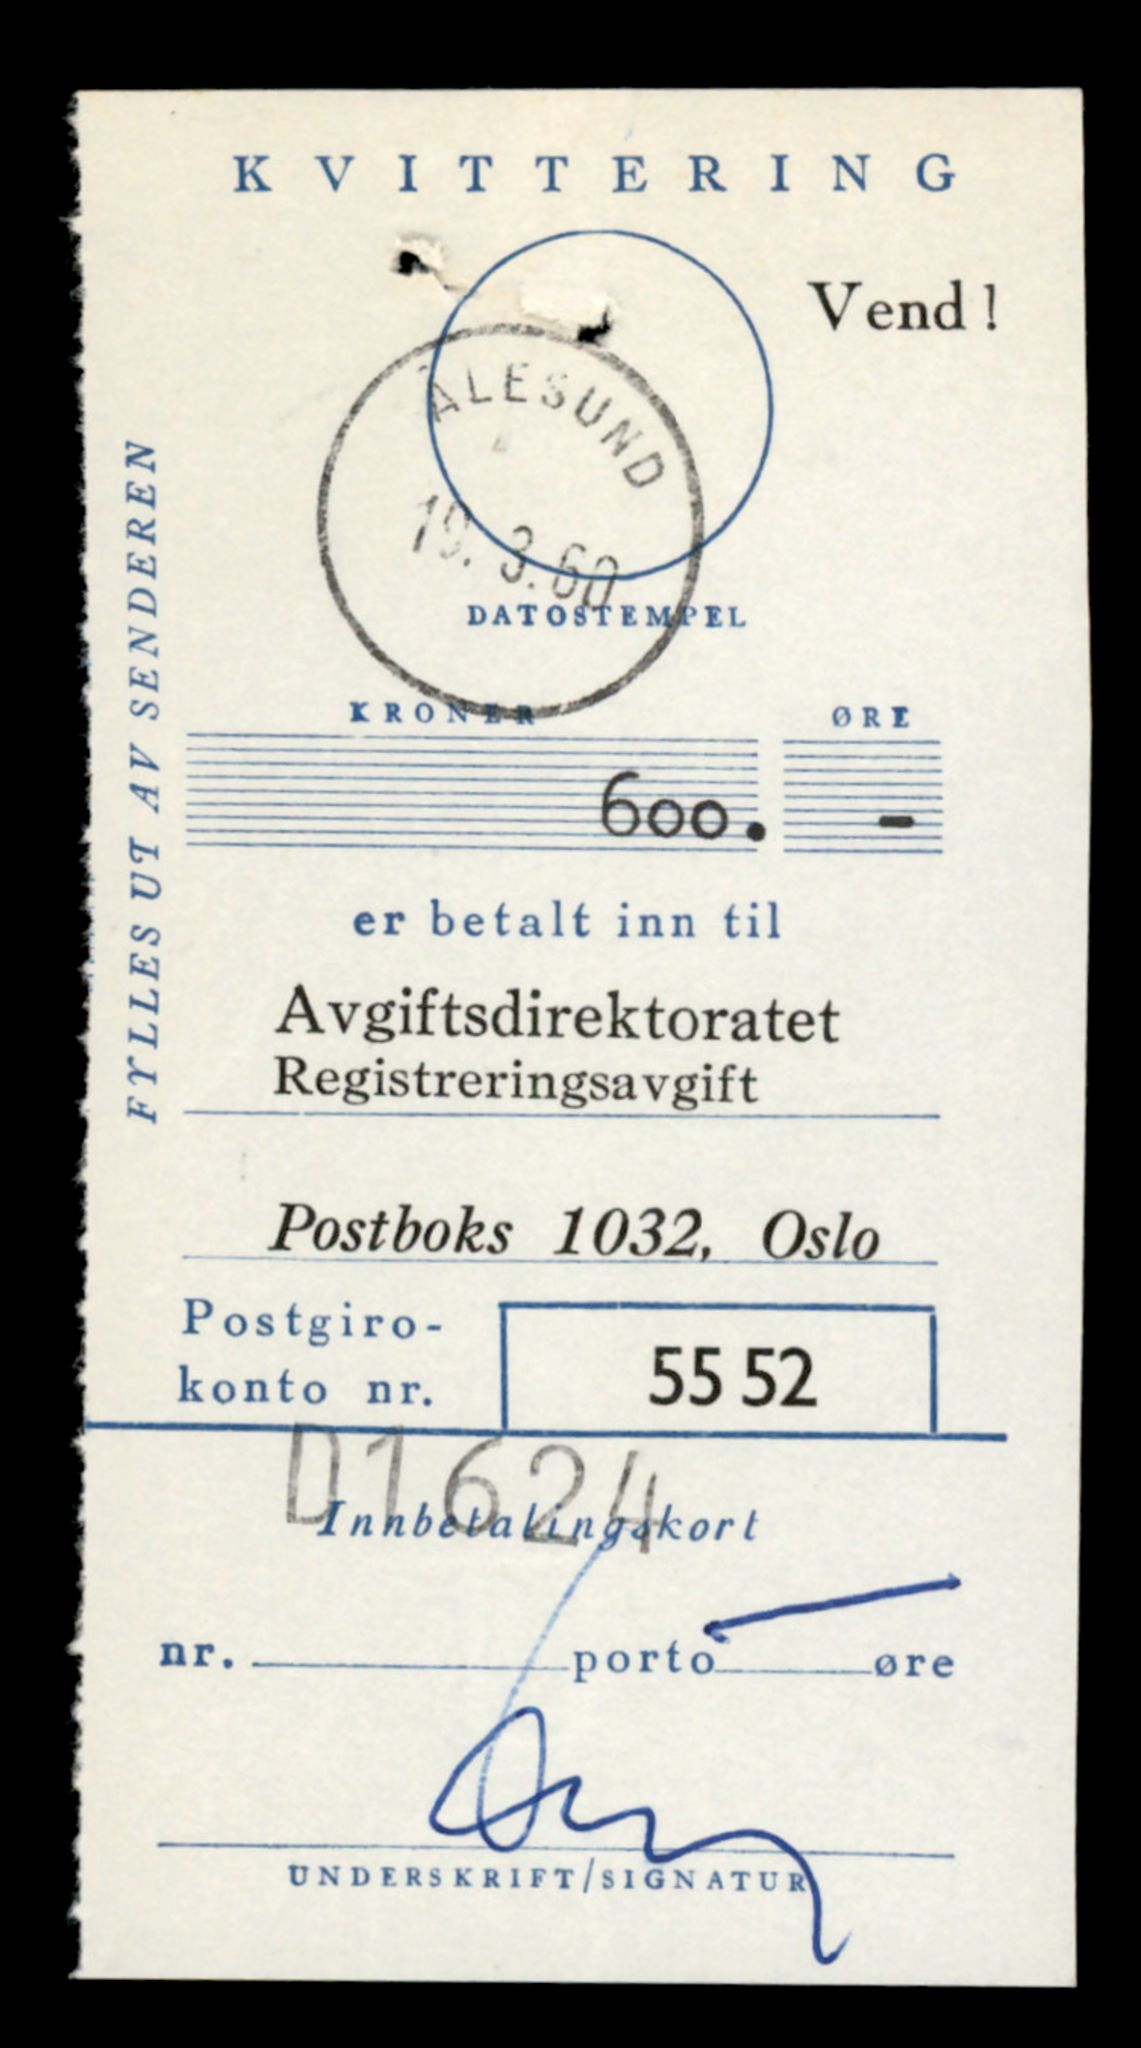 KVITTERING
Vend !
ÅLESUND
19. 3. 60
DATOSTEMPEL
FYLLES UT AV SENDEREN
KRONER ØRE
600. -
er betalt inn til
Avgiftsdirektoratet
Registreringsavgift
Postboks 1032, Oslo
Postgiro-
konto nr. 55 52
D1624
Innbetalingskort
nr. porto øre
UNDERSKRIFT/SIGNATUR